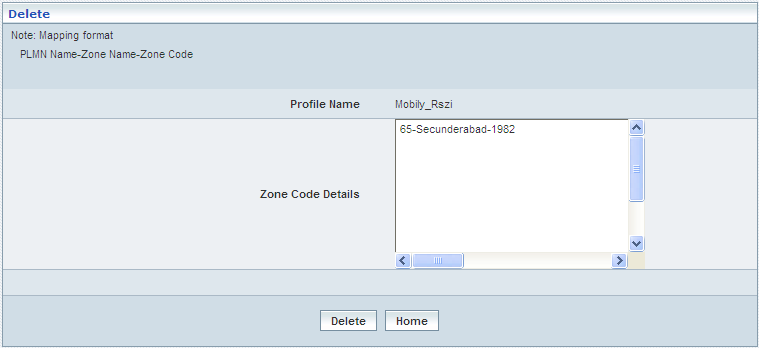 Delete
Note: Mapping format
PLMN Name-Zone Name-Zone Code
Profile Name Mobily_Rszi
65-Secunderabad-1982
Zone Code Details
Delete Home